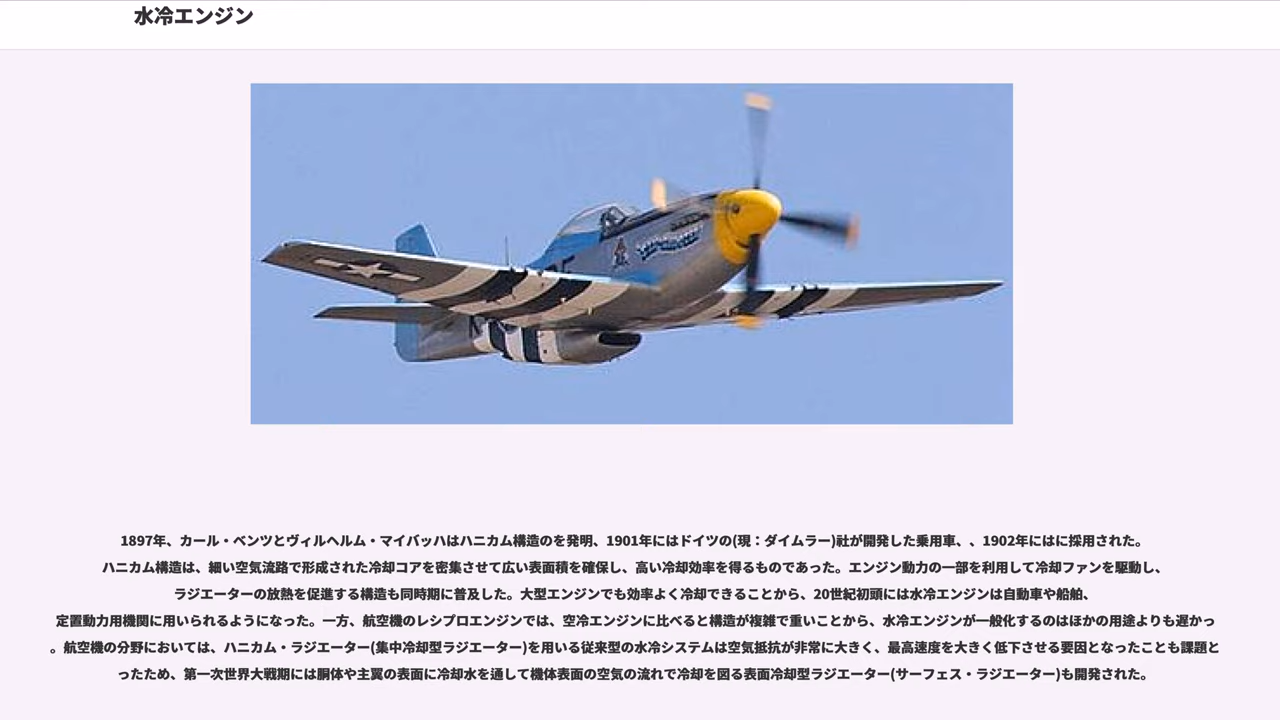 水冷エンジン
1897年、カール・ベンツとヴィルヘルム・マイバッハはハニカム構造のを発明、1901年にはドイツの(現：ダイムラー)社が開発した乗用車、、1902年にはに採用された。
ハニカム構造は、細い空気流路で形成された冷却コアを密集させて広い表面積を確保し、高い冷却効率を得るものであった。エンジン動力の一部を利用して冷却ファンを駆動し、
ラジエーターの放熱を促進する構造も同時期に普及した。大型エンジンでも効率よく冷却できることから、20世紀初頭には水冷エンジンは自動車や船舶、
定置動力用機関に用いられるようになった。一方、航空機のレシプロエンジンでは、空冷エンジンに比べると構造が複雑で重いことから、水冷エンジンが一般化するのはほかの用途よりも遅かっ
。航空機の分野においては、ハニカム・ラジエーター(集中冷却型ラジエーター)を用いる従来型の水冷システムは空気抵抗が非常に大きく、最高速度を大きく低下させる要因となったことも課題と
ったため、第一次世界大戦期には胴体や主翼の表面に冷却水を通して機体表面の空気の流れで冷却を図る表面冷却型ラジエーター(サーフェス・ラジエーター)も開発された。